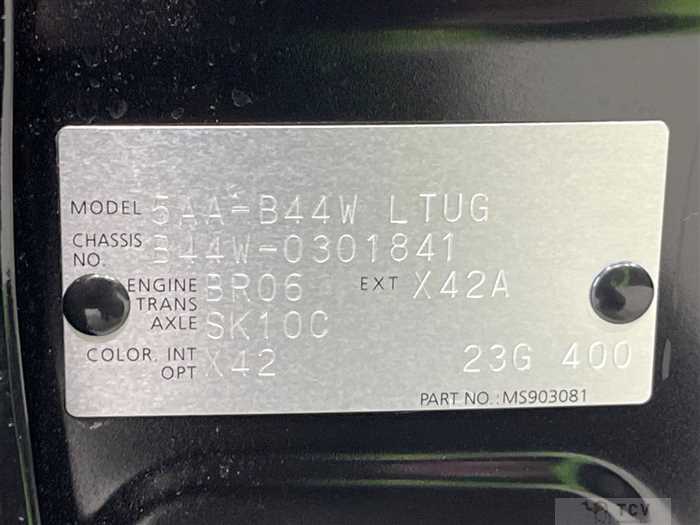 MODEL 5AA-B44W LTUG
CHASSIS NO. B44W-0301841
ENGINE BR06 EXT X42A
TRANS AXLE SK10C
COLOR, INT X42 23G 400
OPT
PART NO.:MS903081
TCV